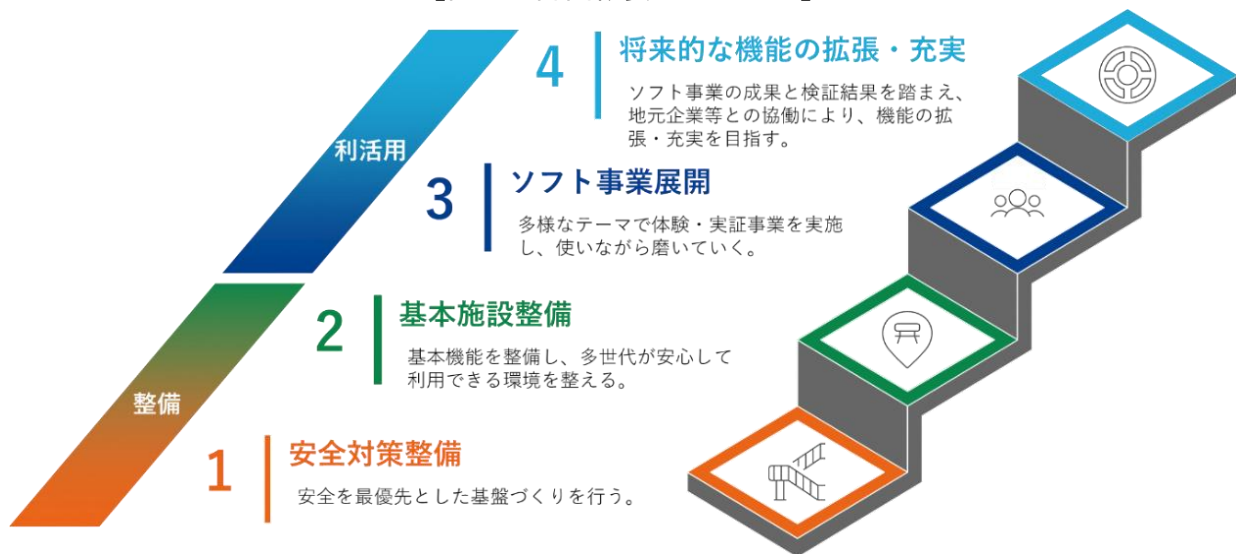 4
将来的な機能の拡張・充実
ソフト事業の成果と検証結果を踏まえ、
地元企業等との協働により、機能の拡
張・充実を目指す。
利活用
3
ソフト事業展開
多様なテーマで体験・実証事業を実施
し、使いながら磨いていく。
2
基本施設整備
基本機能を整備し、多世代が安心して
利用できる環境を整える。
整備
1
安全対策整備
安全を最優先とした基盤づくりを行う。